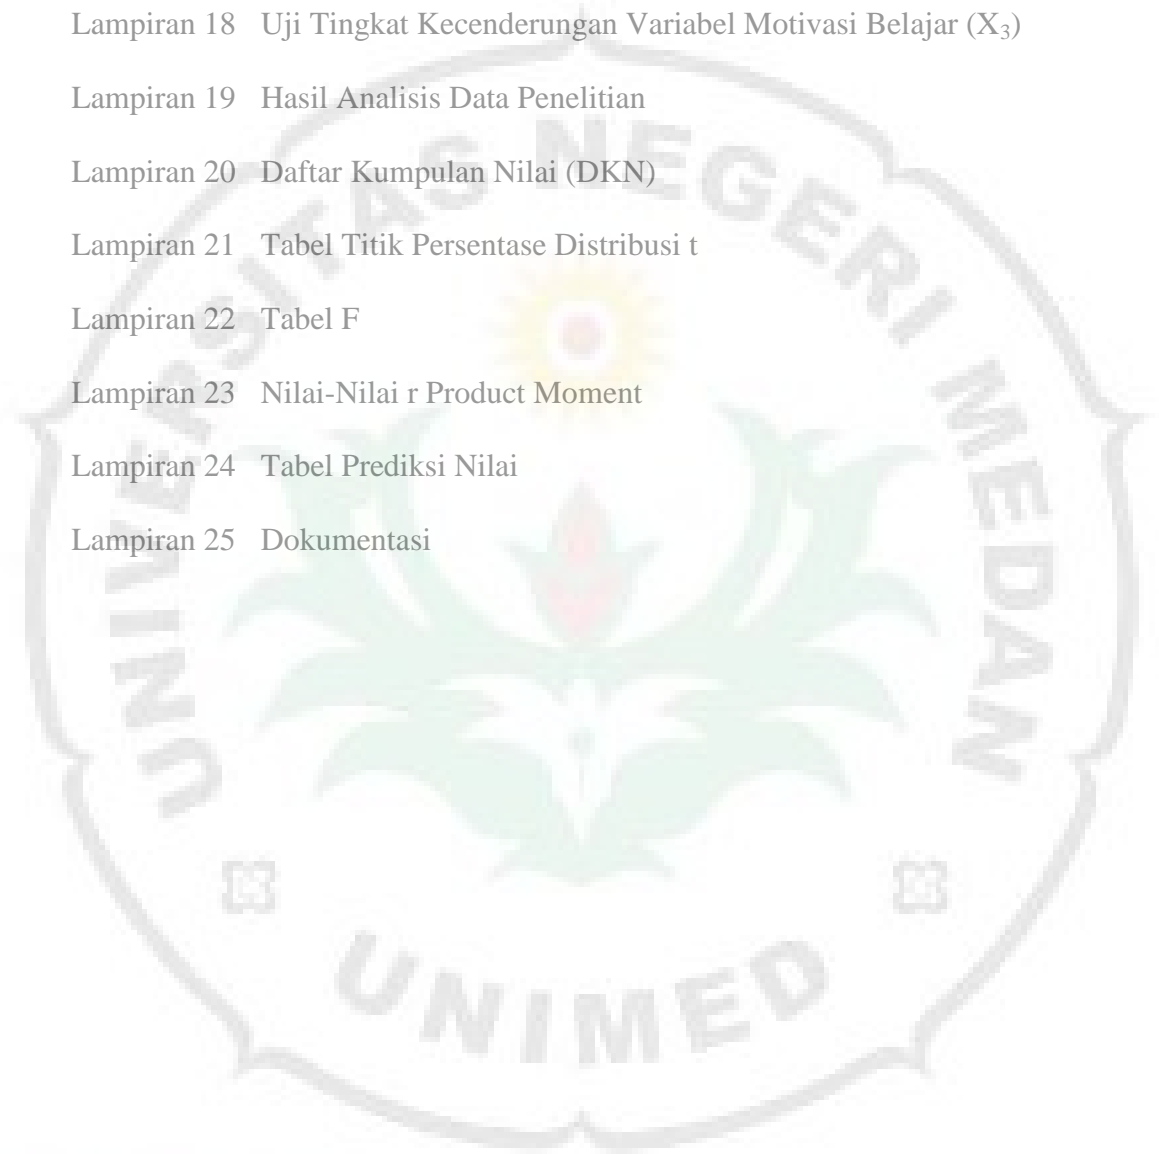 Lampiran 18 Uji Tingkat Kecenderungan Variabel Motivasi Belajar (X₃)
Lampiran 19 Hasil Analisis Data Penelitian
Lampiran 20 Daftar Kumpulan Nilai (DKN)
Lampiran 21 Tabel Titik Persentase Distribusi t
Lampiran 22 Tabel F
Lampiran 23 Nilai-Nilai r Product Moment
Lampiran 24 Tabel Prediksi Nilai
Lampiran 25 Dokumentasi
UNIVERSITAS NEGERI MEDAN
UNIMED